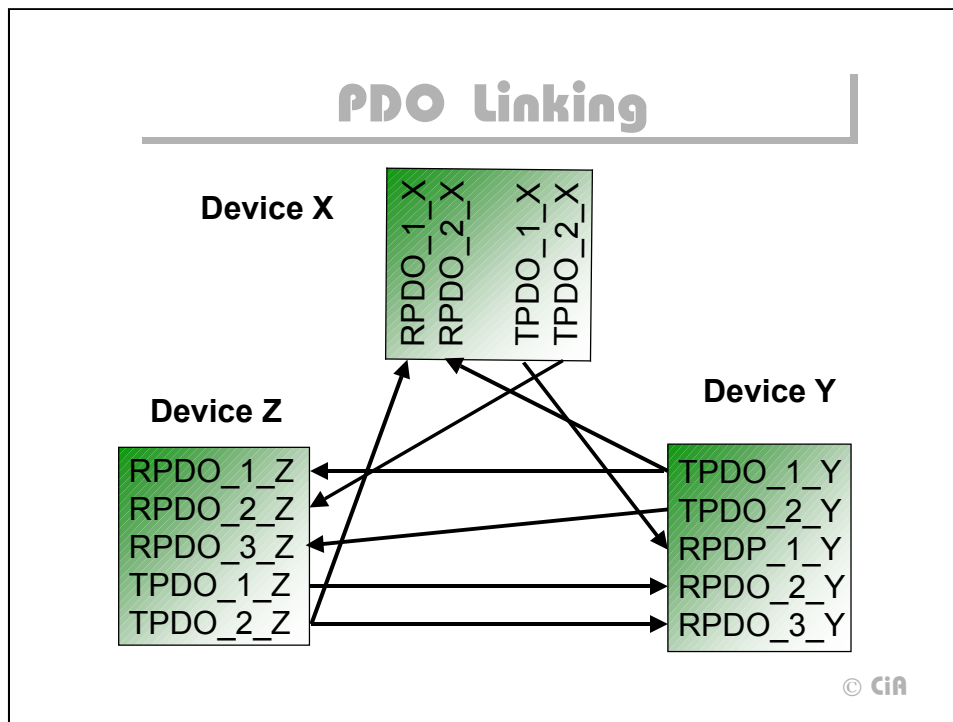 PDO Linking
Device X
RPDO_1_X
RPDO_2_X
TPDO_1_X
TPDO_2_X
Device Z
RPDO_1_Z
RPDO_2_Z
RPDO_3_Z
TPDO_1_Z
TPDO_2_Z
Device Y
TPDO_1_Y
TPDO_2_Y
RPDP_1_Y
RPDO_2_Y
RPDO_3_Y
© CiA